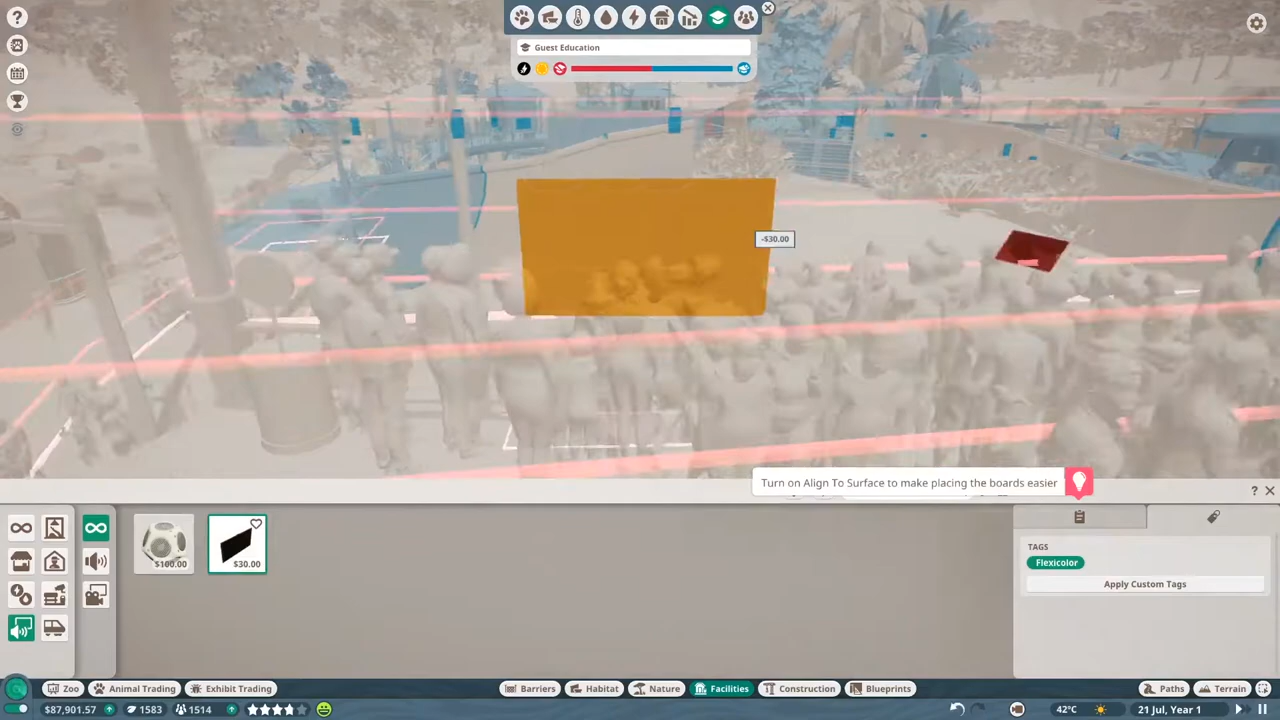 ?
Guest Education
-$30.00
Turn on Align To Surface to make placing the boards easier
?
$100.00
$30.00
TAGS
Flexicolor
Apply Custom Tags
Zoo
Animal Trading
Exhibit Trading
Barriers
Habitat
Nature
Facilities
Construction
Blueprints
Paths
Terrain
$87,901.57
1583
1514
42°C
21 Jul, Year 1